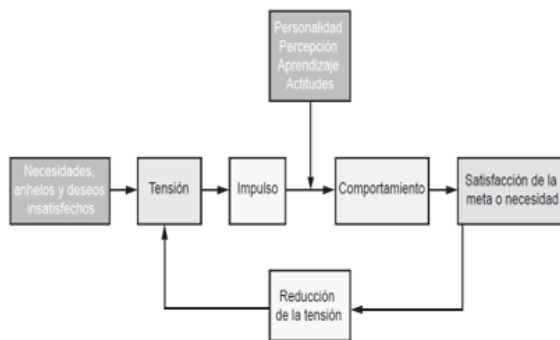 Personalidad
Percepción
Aprendizaje
Actitudes
Necesidades,
anhelos y deseos
insatisfechos
Tensión
Impulso
Comportamiento
Satisfacción de la
meta o necesidad
Reducción
de la tensión